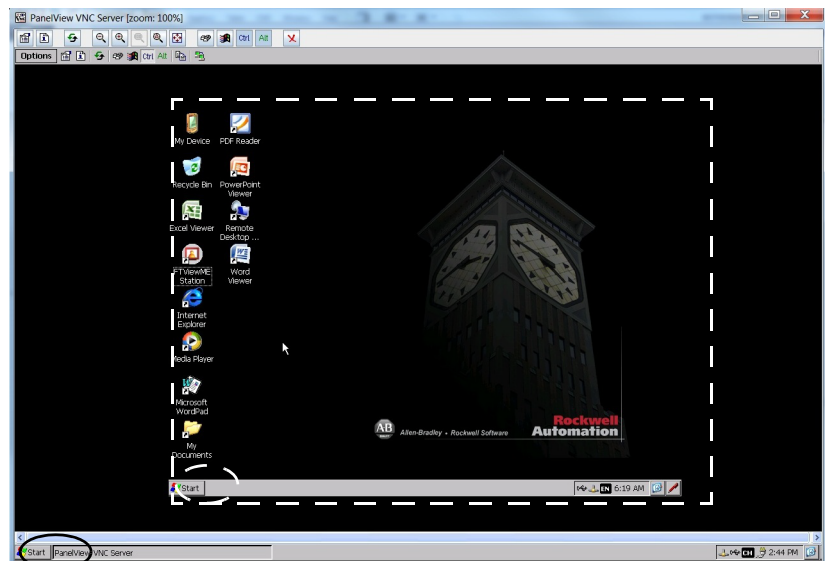 PanelView VNC Server [zoom: 100%]
Ctrl Alt
Options Ctrl Alt
My Device PDF Reader
Recycle Bin PowerPoint Viewer
Excel Viewer Remote Desktop ...
FTViewME Station Word Viewer
Internet Explorer
Media Player
Microsoft WordPad
My Documents
AB Allen-Bradley • Rockwell Software Rockwell Automation
Start EN 6:19 AM
Start PanelView VNC Server CH 2:44 PM